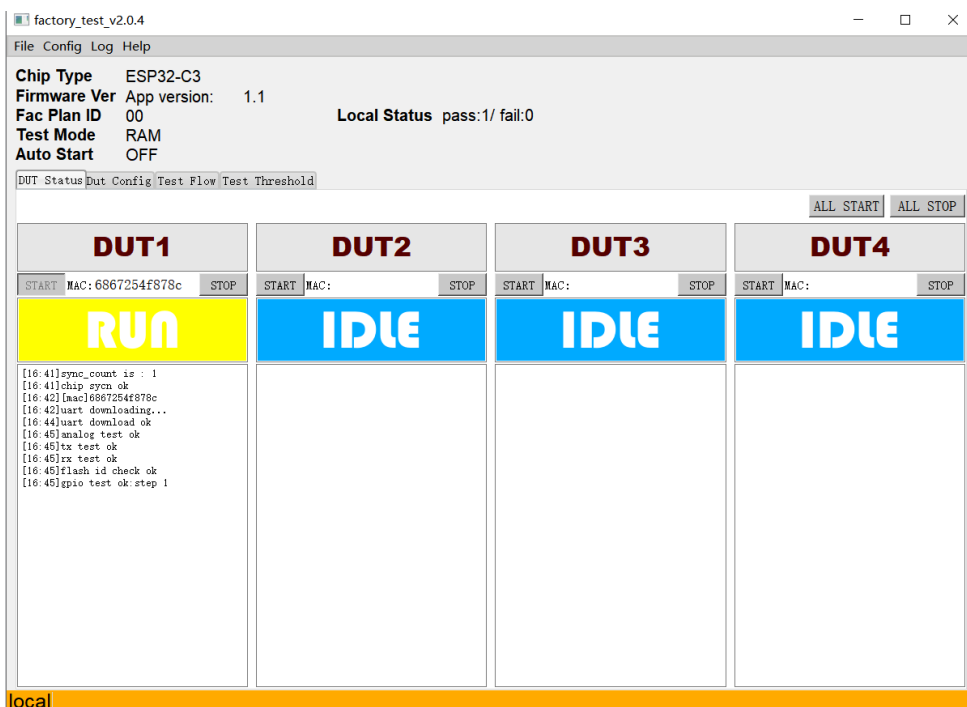 factory_test_v2.0.4
File Config Log Help
Chip Type ESP32-C3
Firmware Ver App version: 1.1
Fac Plan ID 00 Local Status pass:1/ fail:0
Test Mode RAM
Auto Start OFF
DUT Status Dut Config Test Flow Test Threshold
ALL START ALL STOP
DUT1 DUT2 DUT3 DUT4
START MAC:6867254f878c STOP START MAC: STOP START MAC: STOP START MAC: STOP
RUN IDLE IDLE IDLE
[16:41]sync_count is : 1
[16:41]chip sycn ok
[16:42][mac]6867254f878c
[16:42]uart downloading...
[16:44]uart download ok
[16:45]analog test ok
[16:45]tx test ok
[16:45]rx test ok
[16:45]flash id check ok
[16:45]gpio test ok:step 1
local